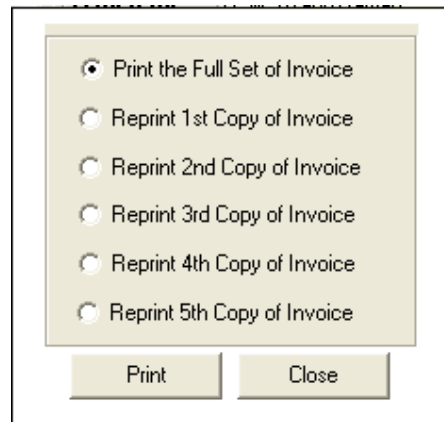 Print the Full Set of Invoice
Reprint 1st Copy of Invoice
Reprint 2nd Copy of Invoice
Reprint 3rd Copy of Invoice
Reprint 4th Copy of Invoice
Reprint 5th Copy of Invoice
Print Close